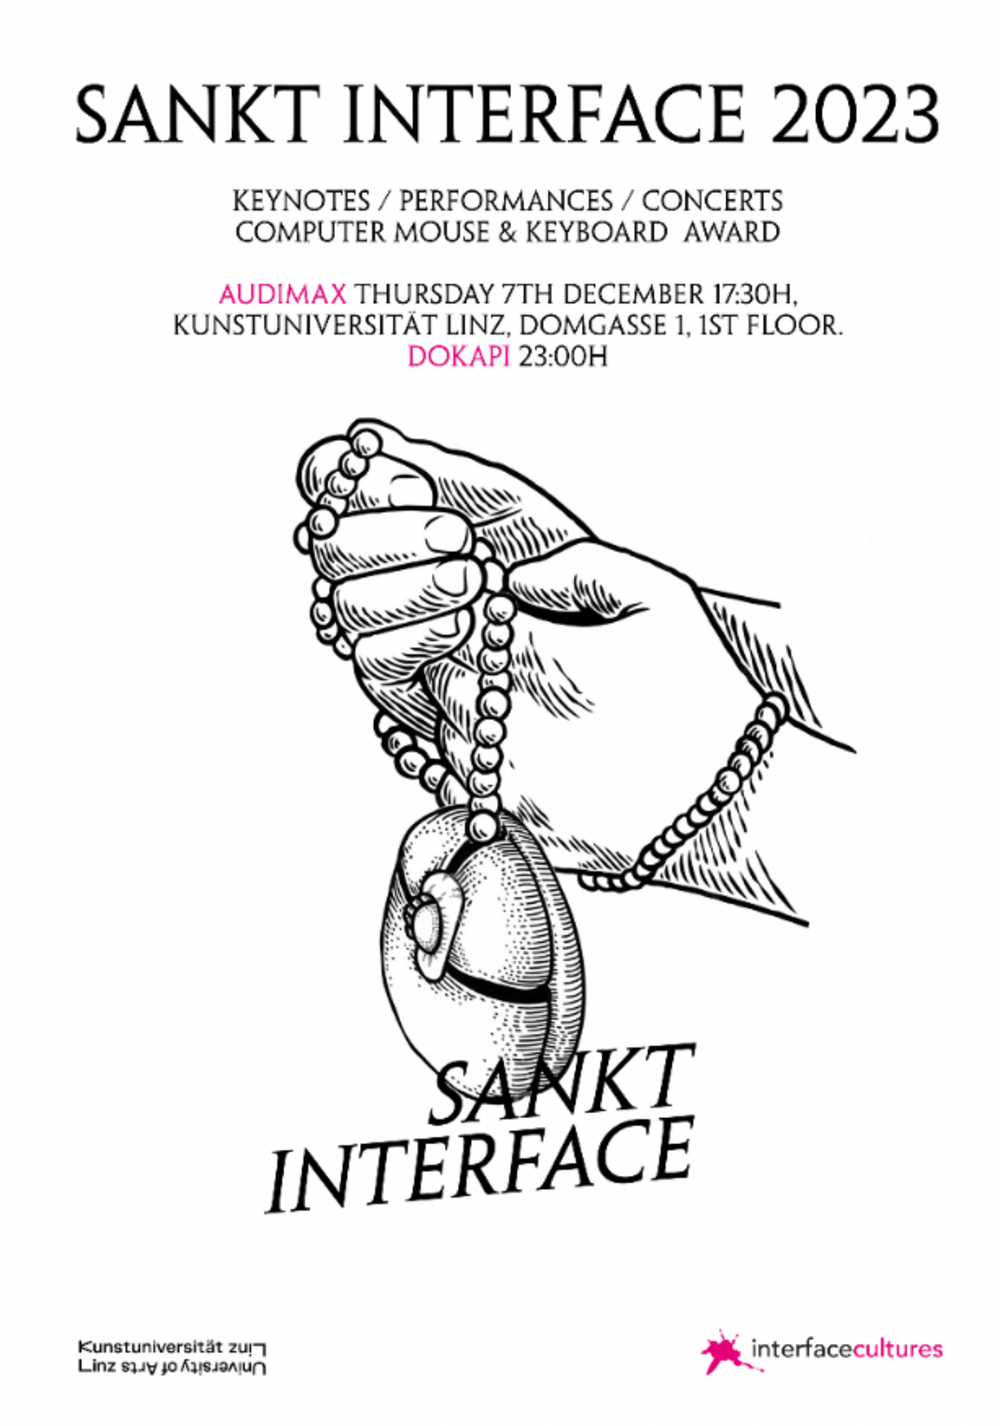 SANKT INTERFACE 2023
KEYNOTES / PERFORMANCES / CONCERTS
COMPUTER MOUSE & KEYBOARD AWARD
AUDIMAX THURSDAY 7TH DECEMBER 17:30H,
KUNSTUNIVERSITÄT LINZ, DOMGASSE 1, 1ST FLOOR.
DOKAPI 23:00H
SANKT
INTERFACE
Kunstuniversität Linz
University of Arts Linz
interfacecultures